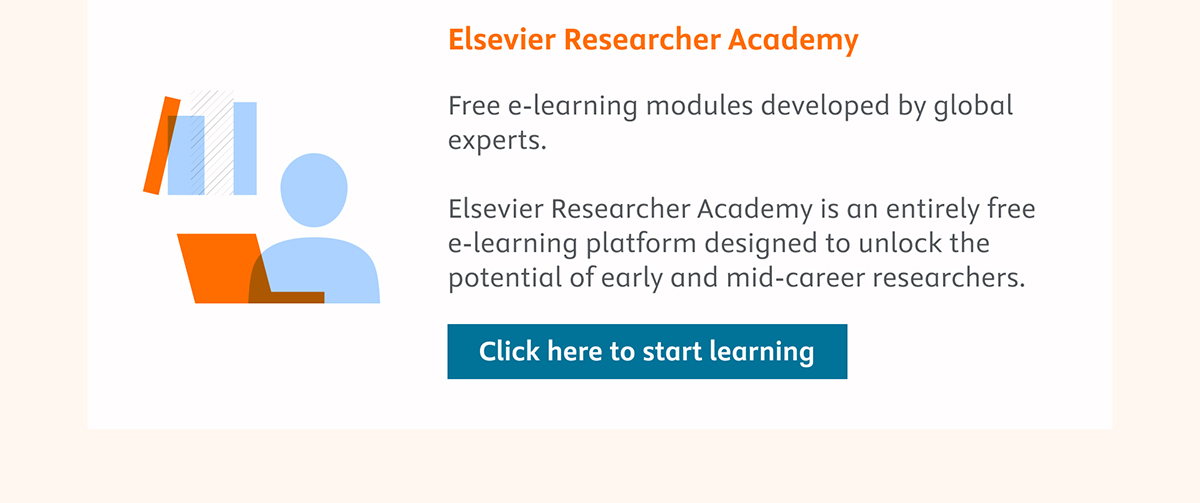 Elsevier Researcher Academy
Free e-learning modules developed by global
experts.
Elsevier Researcher Academy is an entirely free
e-learning platform designed to unlock the
potential of early and mid-career researchers.
Click here to start learning